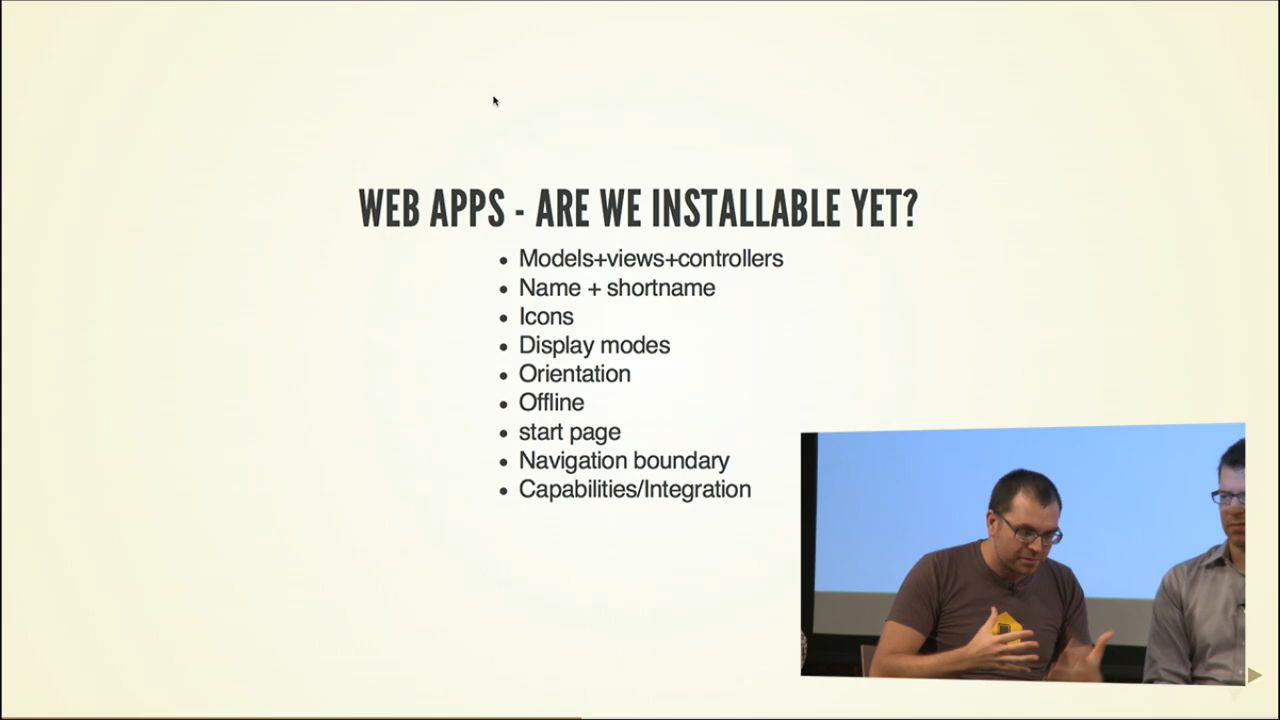 WEB APPS - ARE WE INSTALLABLE YET?
Models+views+controllers
Name + shortname
Icons
Display modes
Orientation
Offline
start page
Navigation boundary
Capabilities/Integration